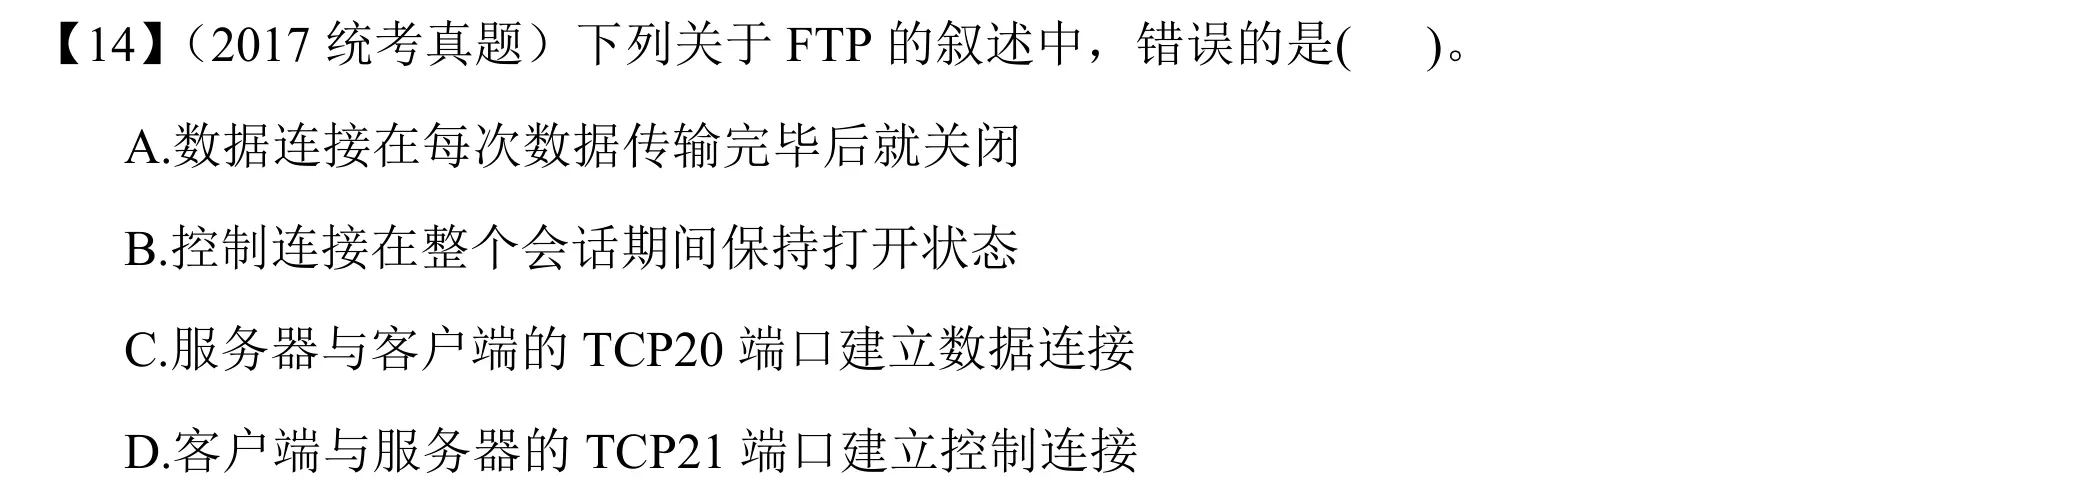 【14】（2017 统考真题）下列关于 FTP 的叙述中，错误的是(    )。
A.数据连接在每次数据传输完毕后就关闭
B.控制连接在整个会话期间保持打开状态
C.服务器与客户端的 TCP20 端口建立数据连接
D.客户端与服务器的 TCP21 端口建立控制连接